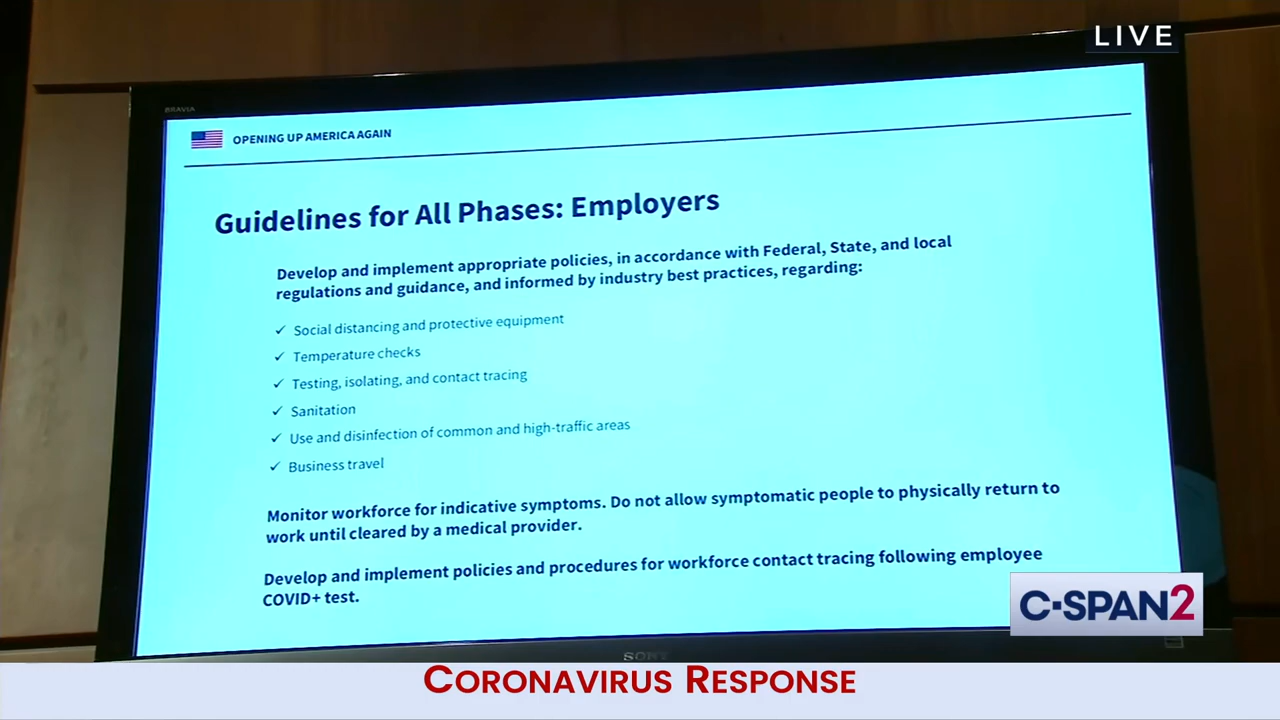 LIVE
BRAVIA
OPENING UP AMERICA AGAIN
Guidelines for All Phases: Employers
Develop and implement appropriate policies, in accordance with Federal, State, and local
regulations and guidance, and informed by industry best practices, regarding:
✓ Social distancing and protective equipment
✓ Temperature checks
✓ Testing, isolating, and contact tracing
✓ Sanitation
✓ Use and disinfection of common and high-traffic areas
✓ Business travel
Monitor workforce for indicative symptoms. Do not allow symptomatic people to physically return to
work until cleared by a medical provider.
Develop and implement policies and procedures for workforce contact tracing following employee
COVID+ test.
C-SPAN2
SONY
CORONAVIRUS RESPONSE